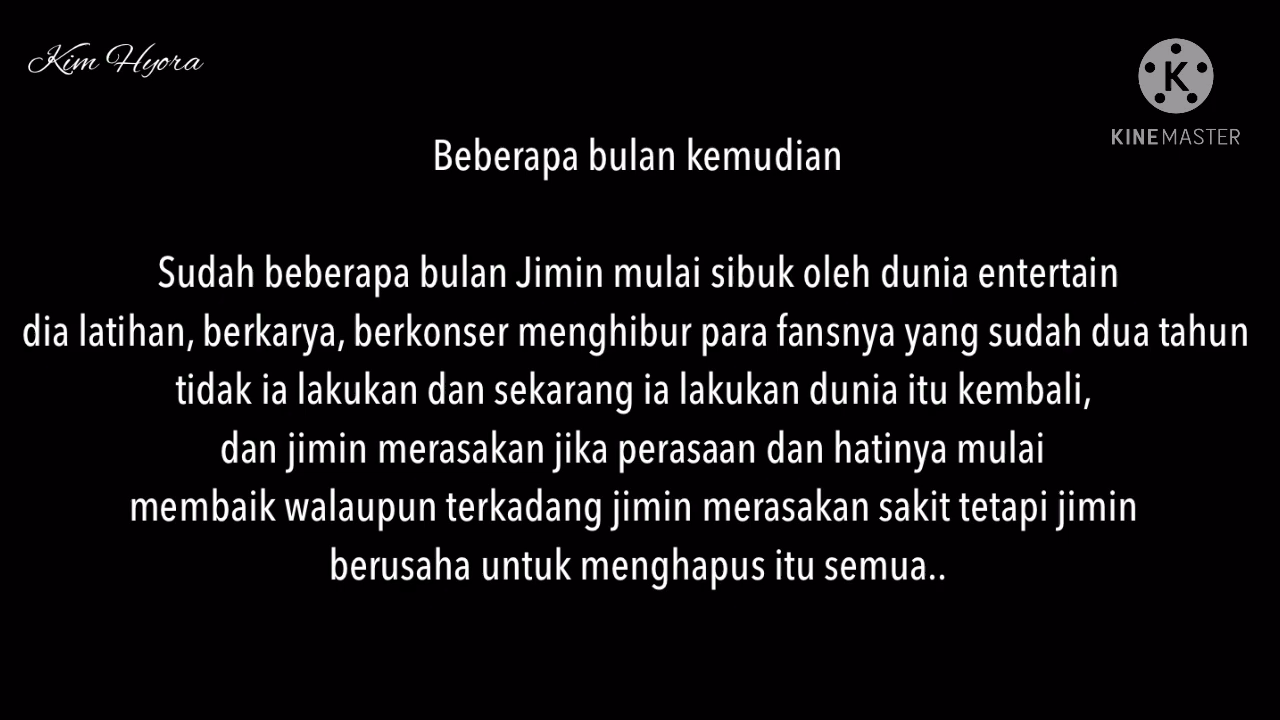 Kim Hyora
K
KINEMASTER
Beberapa bulan kemudian
Sudah beberapa bulan Jimin mulai sibuk oleh dunia entertain
dia latihan, berkarya, berkonser menghibur para fansnya yang sudah dua tahun
tidak ia lakukan dan sekarang ia lakukan dunia itu kembali,
dan jimin merasakan jika perasaan dan hatinya mulai
membaik walaupun terkadang jimin merasakan sakit tetapi jimin
berusaha untuk menghapus itu semua..